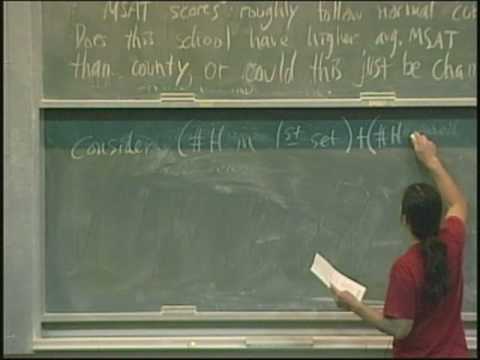 MSAT scores roughly follow normal cu
Does this school have higher avg. MSAT
than county, or could this just be chan
Consider (#H in 1st set) + (#H